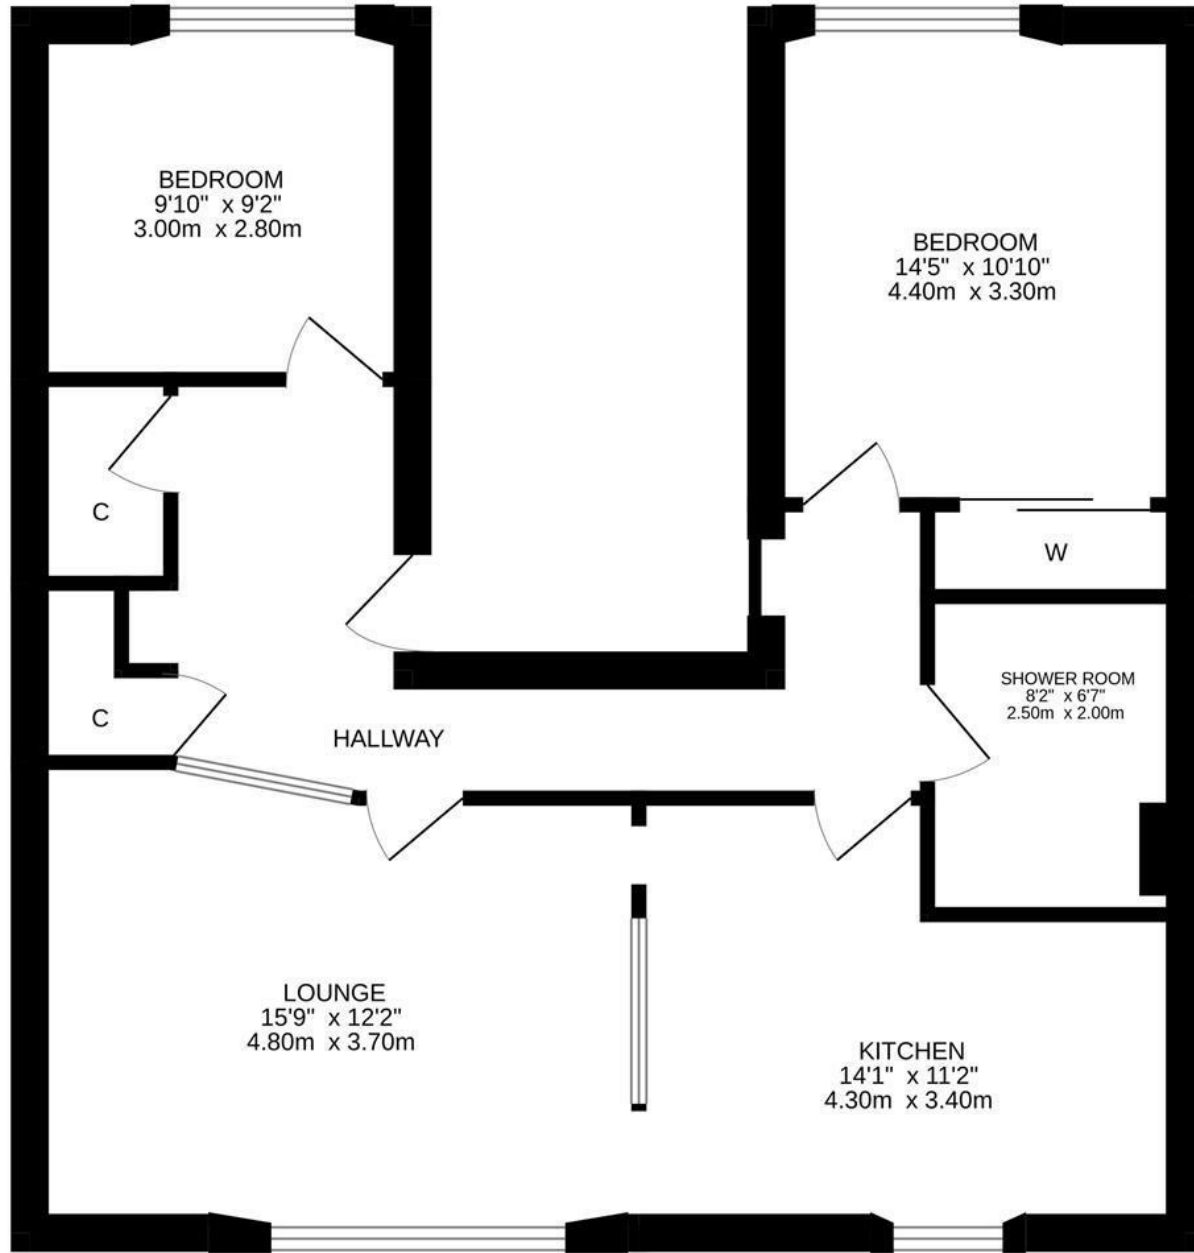 BEDROOM
9'10" x 9'2"
3.00m x 2.80m
BEDROOM
14'5" x 10'10"
4.40m x 3.30m
C
W
SHOWER ROOM
8'2" x 6'7"
2.50m x 2.00m
C
HALLWAY
LOUNGE
15'9" x 12'2"
4.80m x 3.70m
KITCHEN
14'1" x 11'2"
4.30m x 3.40m